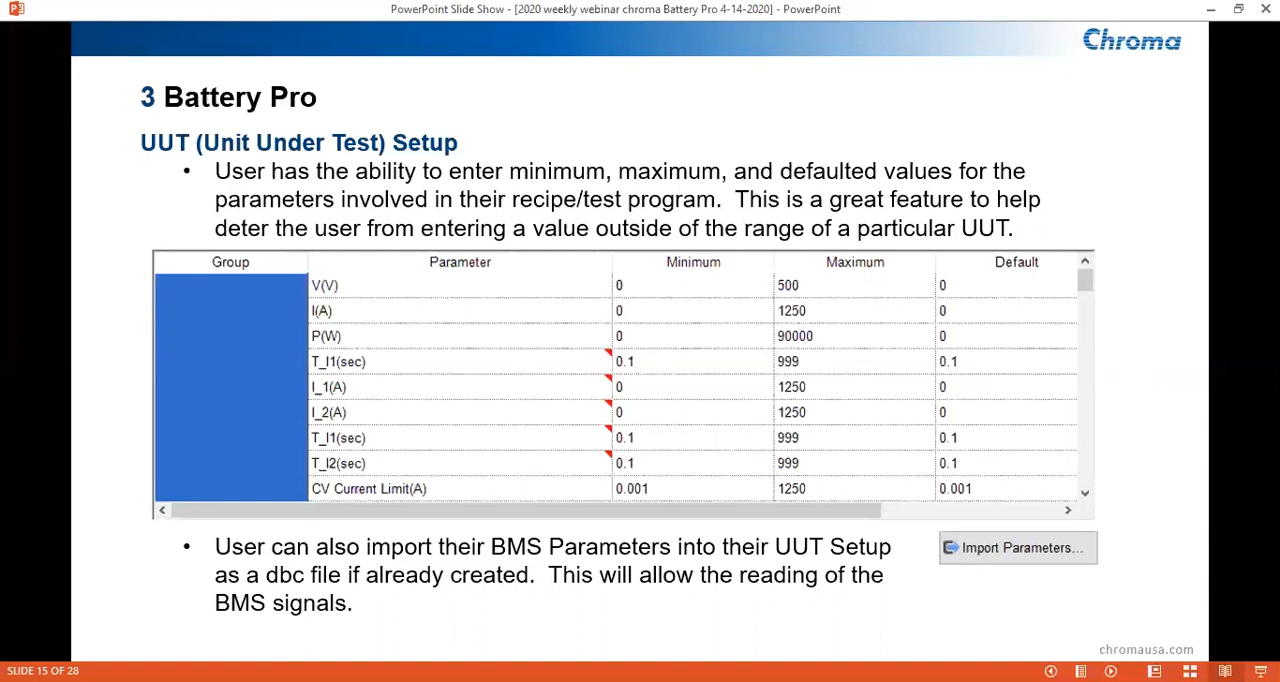 PowerPoint Slide Show - [2020 weekly webinar chroma Battery Pro 4-14-2020] - PowerPoint
Chroma
3 Battery Pro
UUT (Unit Under Test) Setup
• User has the ability to enter minimum, maximum, and defaulted values for the
parameters involved in their recipe/test program. This is a great feature to help
deter the user from entering a value outside of the range of a particular UUT.
Group Parameter Minimum Maximum Default
V(V) 0 500 0
I(A) 0 1250 0
P(W) 0 90000 0
T_I1(sec) 0.1 999 0.1
I_1(A) 0 1250 0
I_2(A) 0 1250 0
T_I1(sec) 0.1 999 0.1
T_I2(sec) 0.1 999 0.1
CV Current Limit(A) 0.001 1250 0.001
• User can also import their BMS Parameters into their UUT Setup
as a dbc file if already created. This will allow the reading of the
BMS signals.
Import Parameters...
chromausa.com
SLIDE 15 OF 28